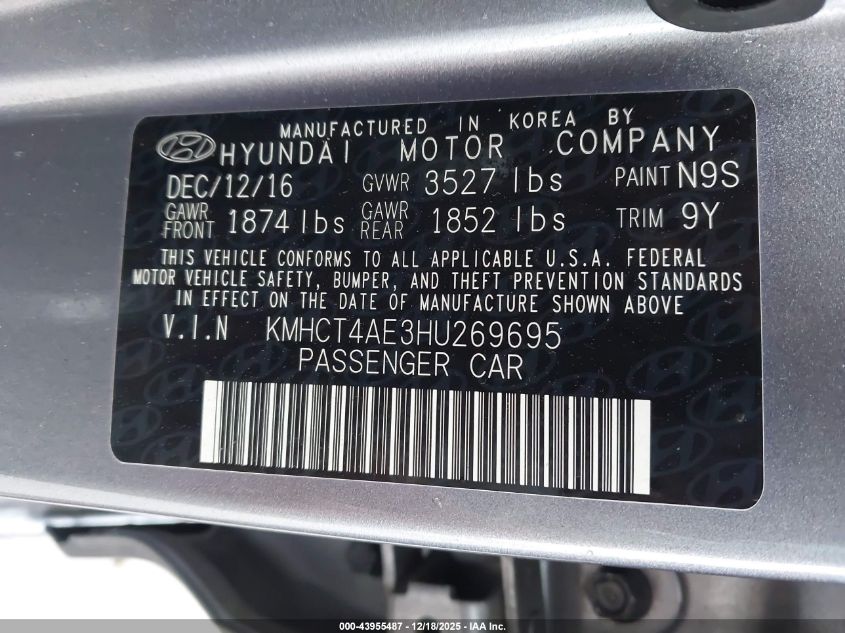 MANUFACTURED IN KOREA BY
HYUNDAI MOTOR COMPANY
DEC/12/16 GVWR 3527 lbs PAINT N9S
GAWR FRONT 1874 lbs GAWR REAR 1852 lbs TRIM 9Y
THIS VEHICLE CONFORMS TO ALL APPLICABLE U.S.A. FEDERAL
MOTOR VEHICLE SAFETY, BUMPER, AND THEFT PREVENTION STANDARDS
IN EFFECT ON THE DATE OF MANUFACTURE SHOWN ABOVE
V.I.N KMHCT4AE3HU269695
PASSENGER CAR
000-43955487 - 12/18/2025 - © IAA, Inc.